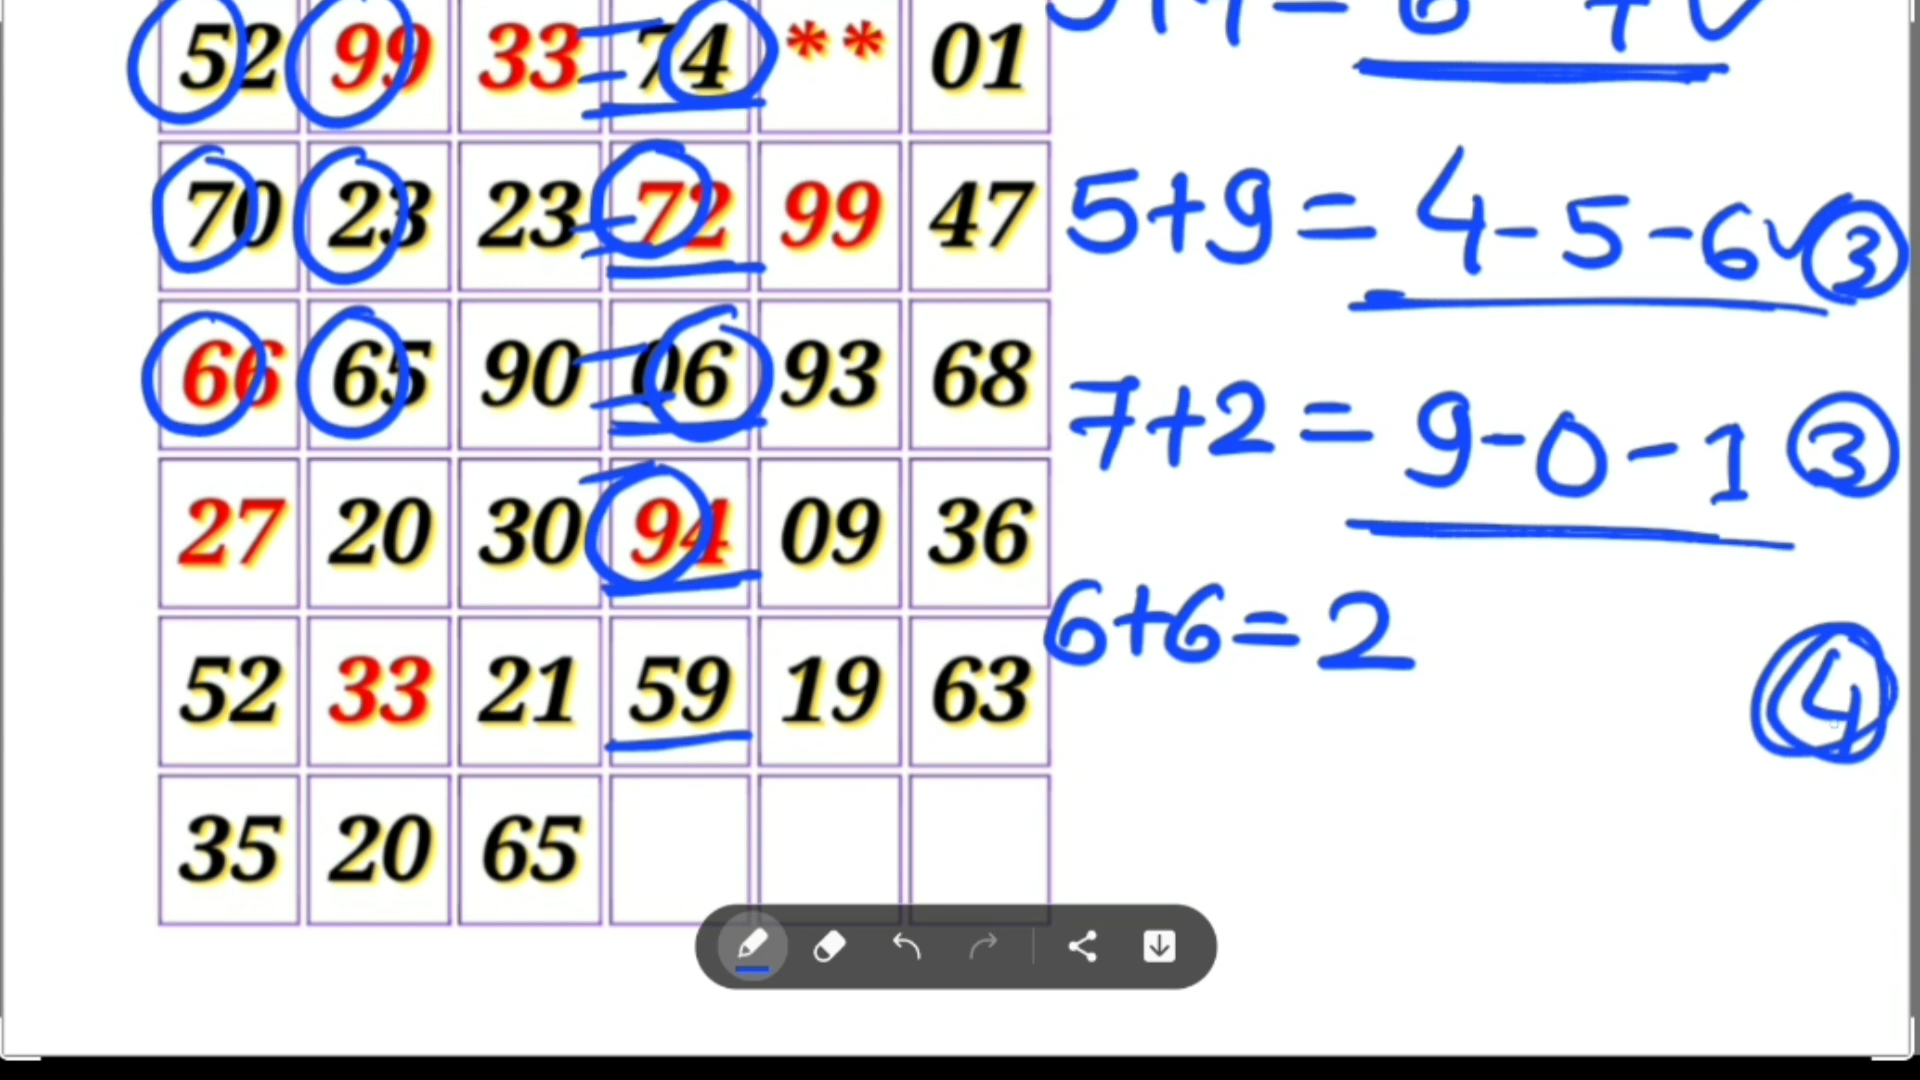 52 99 33 74 ** 01
70 23 23 72 99 47
66 65 90 06 93 68
27 20 30 94 09 36
52 33 21 59 19 63
35 20 65
5+9=4-5-6✓ 3
7+2=9-0-1 3
6+6=2
4